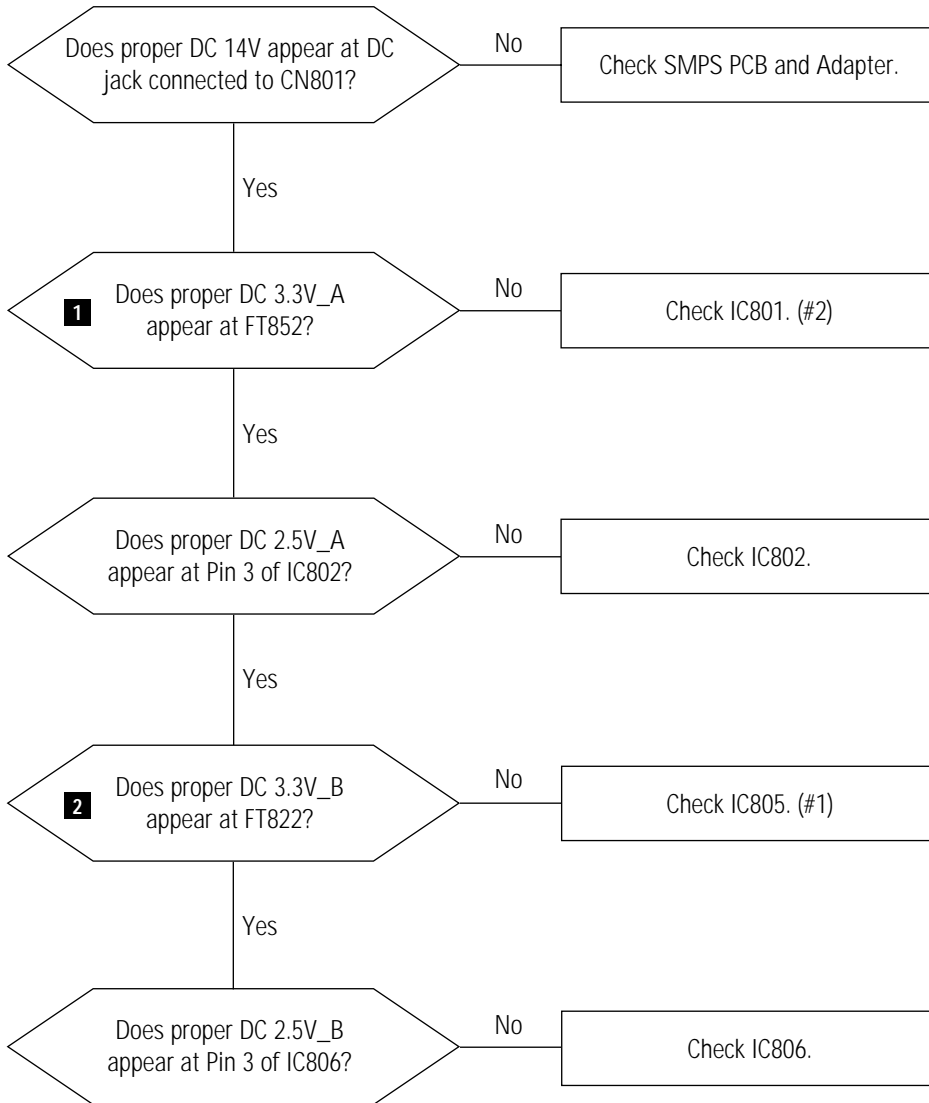 Does proper DC 14V appear at DC
jack connected to CN801?
No
Check SMPS PCB and Adapter.
Yes
1
Does proper DC 3.3V_A
appear at FT852?
No
Check IC801. (#2)
Yes
Does proper DC 2.5V_A
appear at Pin 3 of IC802?
No
Check IC802.
Yes
2
Does proper DC 3.3V_B
appear at FT822?
No
Check IC805. (#1)
Yes
Does proper DC 2.5V_B
appear at Pin 3 of IC806?
No
Check IC806.